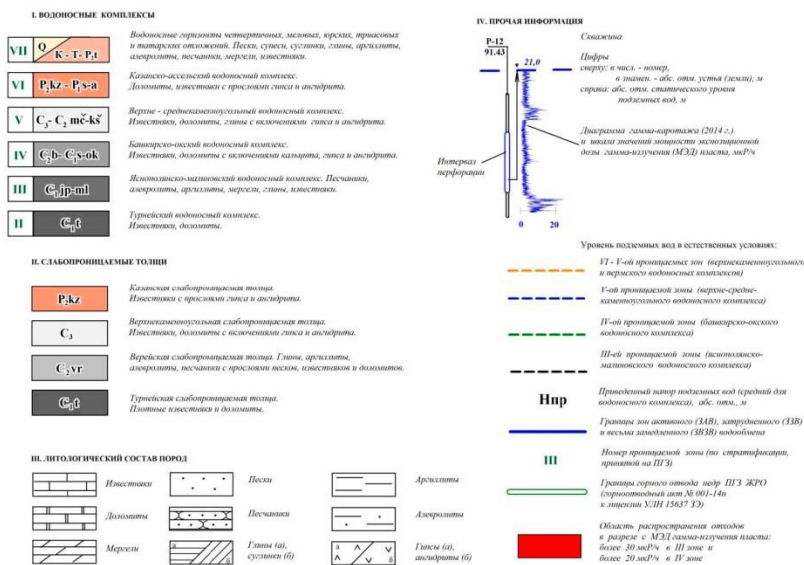 I. ВОДОНОСНЫЕ КОМПЛЕКСЫ
VII
Q
K - T- P₂t
Водоносные горизонты четвертичных, меловых, юрских, триасовых
и татарских отложений. Пески, супеси, суглинки, глины, аргиллиты,
алевролиты, песчаники, мергели, известняки.
VI
P₂kz - P₁s-a
Казанско-ассельский водоносный комплекс.
Доломиты, известняки с прослоями гипса и ангидрита.
V
C₃- C₂ mč-kš
Верхне - среднекаменноугольный водоносный комплекс.
Известняки, доломиты, глины с включениями гипса и ангидрита.
IV
C₂b- C₁s-ok
Башкирско-окский водоносный комплекс.
Известняки, доломиты с включениями кальцита, гипса и ангидрита.
III
C₁jp-ml
Яснополянско-малиновский водоносный комплекс. Песчаники,
алевролиты, аргиллиты, мергели, глины, известняки.
II
C₁t
Турнейский водоносный комплекс.
Известняки, доломиты.
II. СЛАБОПРОНИЦАЕМЫЕ ТОЛЩИ
P₂kz
Казанская слабопроницаемая толща.
Известняки с прослоями гипса и ангидрита.
C₃
Верхнекаменноугольная слабопроницаемая толща.
Известняки, доломиты с включениями гипса и ангидрита.
C₂vr
Верейская слабопроницаемая толща. Глины, аргиллиты,
алевролиты, песчаники с прослоями песков, известняков и доломитов.
C₁t
Турнейская слабопроницаемая толща.
Плотные известняки и доломиты.
III. ЛИТОЛОГИЧЕСКИЙ СОСТАВ ПОРОД
Известняки
Пески
Аргиллиты
Доломиты
Песчаники
Алевролиты
Мергели
а
б
Глины (а),
суглинки (б)
а
б
Гипсы (а),
ангидриты (б)
IV. ПРОЧАЯ ИНФОРМАЦИЯ
P-12
91.43
21,0
Скважина
Цифры
сверху: в числ. - номер,
в знамен. - абс. отм. устья (земли), м
справа: абс. отм. статического уровня
подземных вод, м
Интервал
перфорации
Диаграмма гамма-каротажа (2014 г.)
и шкала значений мощности экспозиционной
дозы гамма-излучения (МЭД) пласта, мкР/ч
0
20
Уровень подземных вод в естественных условиях:
VI - V-ой проницаемых зон (верхнекаменноугольного
и пермского водоносных комплексов)
V-ой проницаемой зоны (верхне-средне-
каменноугольного водоносного комплекса)
IV-ой проницаемой зоны (башкирско-окского
водоносного комплекса)
III-ей проницаемой зоны (яснополянско-
малиновского водоносного комплекса)
Нпр
Приведенный напор подземных вод (средний для
водоносного комплекса), абс. отм., м
Границы зон активного (ЗАВ), затрудненного (ЗЗВ)
и весьма замедленного (ЗВЗВ) водообмена
III
Номер проницаемой зоны (по стратификации,
принятой на ПГЗ)
Границы горного отвода недр ПГЗ ЖРО
(горноотводный акт № 001-14н
к лицензии УЛН 15637 ЗЭ)
Область распространения отходов
в разрезе с МЭД гамма-излучения пласта:
более 30 мкР/ч в III зоне и
более 20 мкР/ч в IV зоне